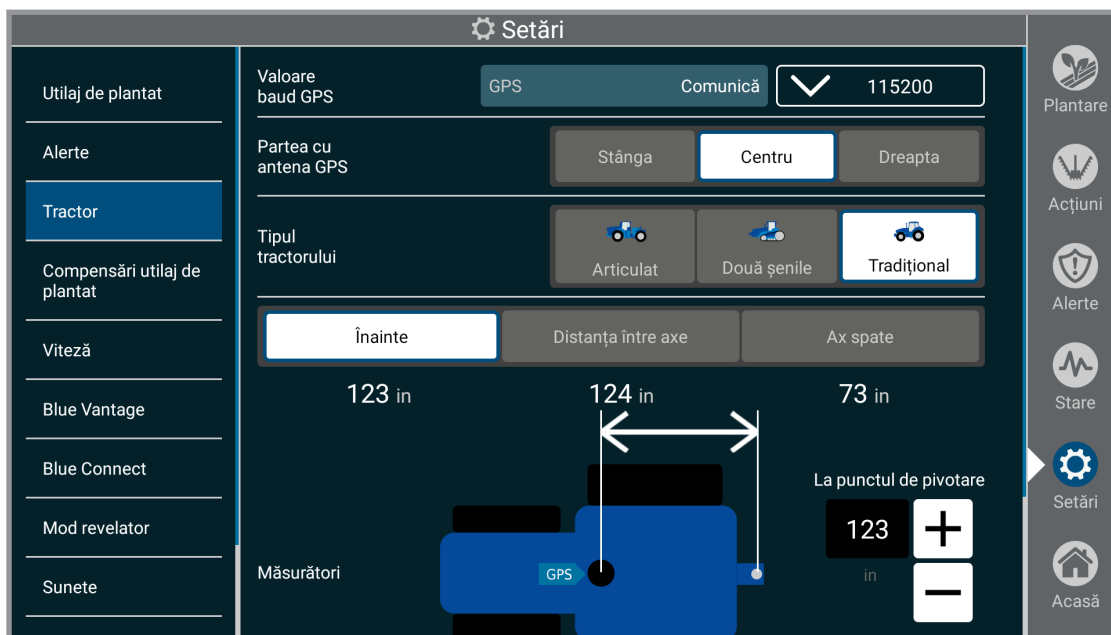 Setări
Utilaj de plantat
Alerte
Tractor
Compensări utilaj de
plantat
Viteză
Blue Vantage
Blue Connect
Mod revelator
Sunete
Valoare
baud GPS
GPS Comunică 115200
Partea cu
antena GPS
Stânga Centru Dreapta
Tipul
tractorului
Articulat Două șenile Tradițional
Înainte Distanța între axe Ax spate
123 in 124 in 73 in
La punctul de pivotare
123
in
Măsurători
GPS
Plantare
Acțiuni
Alerte
Stare
Setări
Acasă